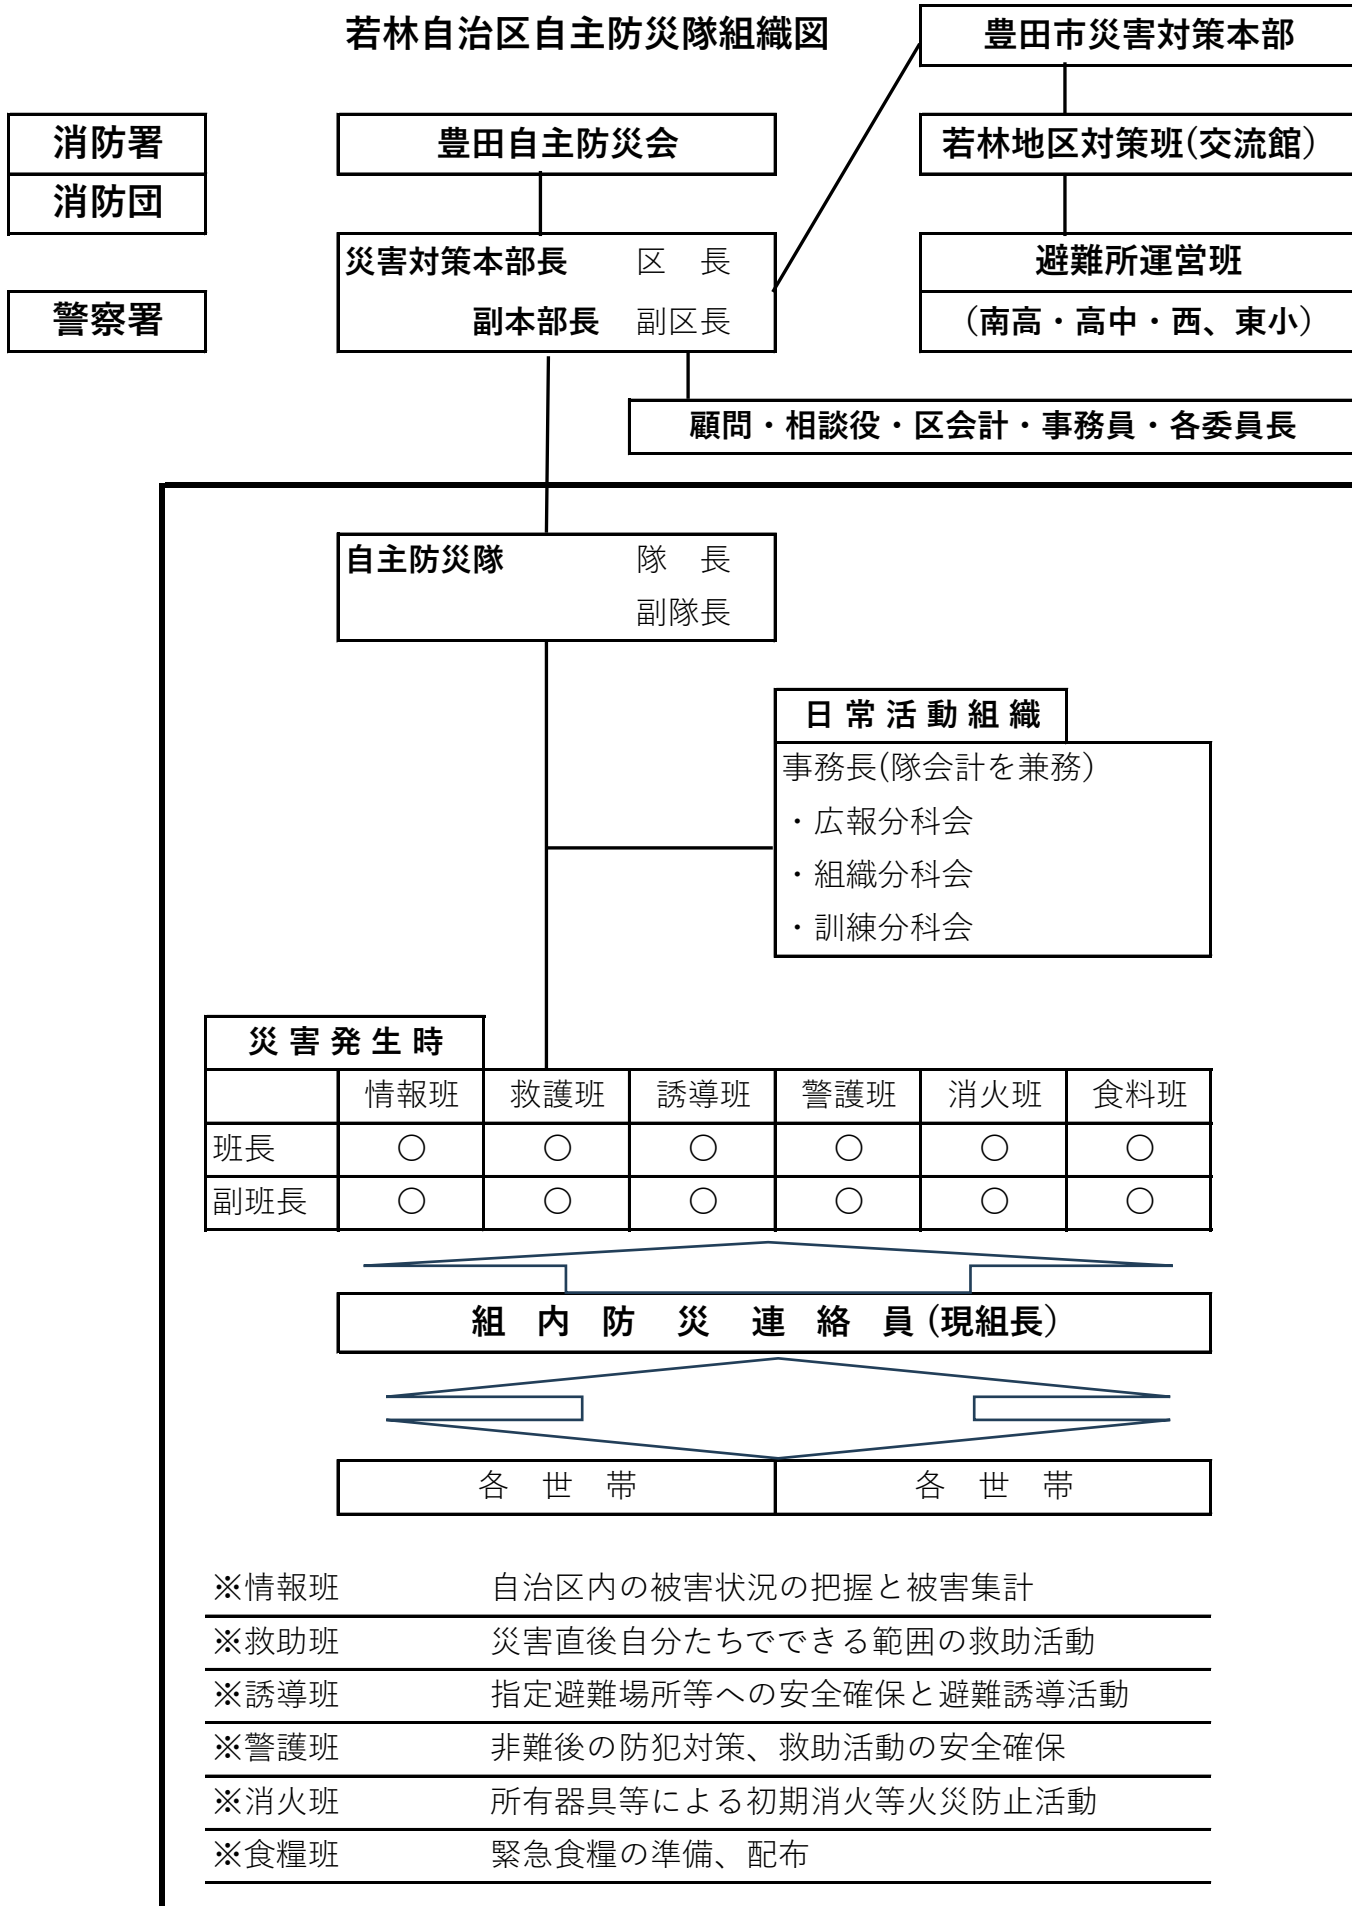 若林自治区自主防災隊組織図
豊田市災害対策本部
消防署
豊田自主防災会
若林地区対策班(交流館)
消防団
災害対策本部長 区 長
避難所運営班
警察署
副本部長 副区長
(南高・高中・西、東小)
顧問・相談役・区会計・事務員・各委員長
自主防災隊 隊 長
副隊長
日常活動組織
事務長(隊会計を兼務)
・広報分科会
・組織分科会
・訓練分科会
災害発生時
情報班 救護班 誘導班 警護班 消火班 食料班
班長 〇 〇 〇 〇 〇 〇
副班長 〇 〇 〇 〇 〇 〇
組 内 防 災 連 絡 員 (現組長)
各 世 帯 各 世 帯
※情報班 自治区内の被害状況の把握と被害集計
※救助班 災害直後自分たちでできる範囲の救助活動
※誘導班 指定避難場所等への安全確保と避難誘導活動
※警護班 非難後の防犯対策、救助活動の安全確保
※消火班 所有器具等による初期消火等火災防止活動
※食糧班 緊急食糧の準備、配布